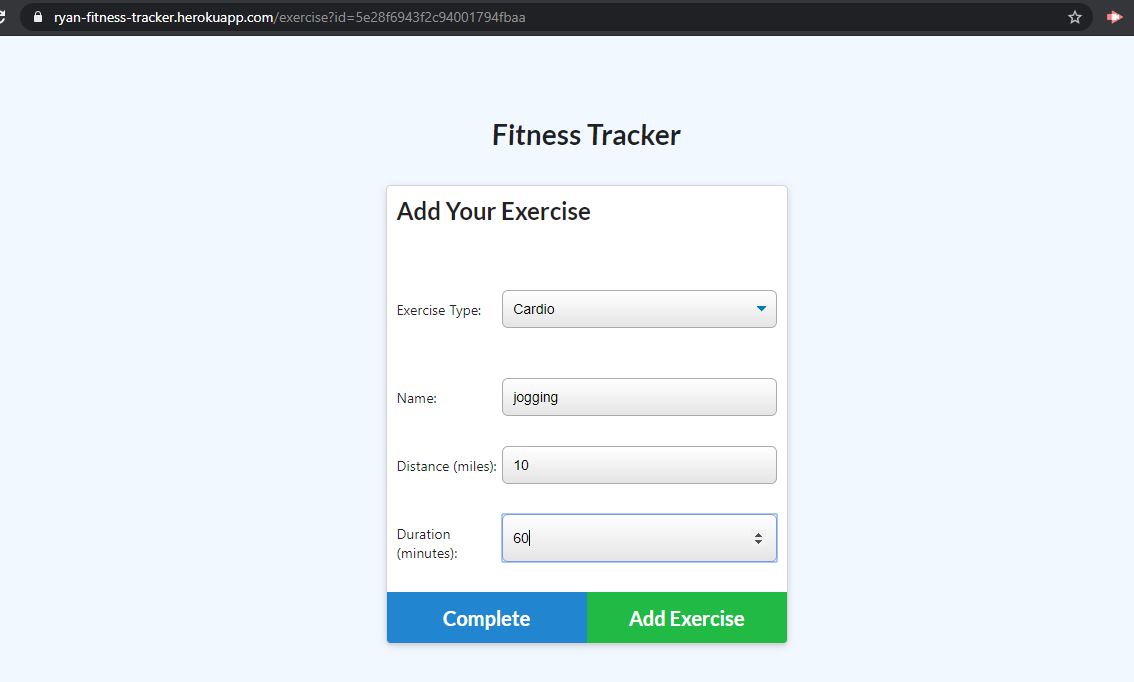 ryan-fitness-tracker.herokuapp.com/exercise?id=5e28f6943f2c94001794fbaa
Fitness Tracker
Add Your Exercise
Exercise Type: Cardio
Name: jogging
Distance (miles): 10
Duration
(minutes): 60
Complete Add Exercise